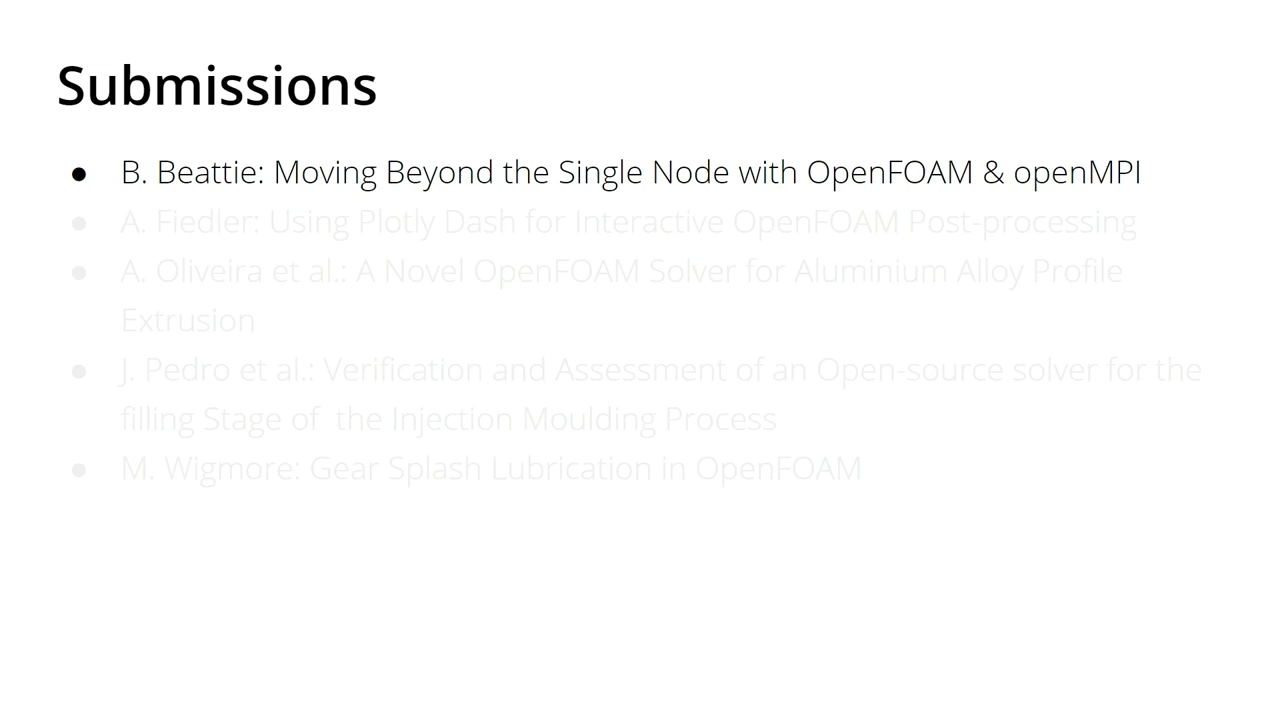 Submissions
● B. Beattie: Moving Beyond the Single Node with OpenFOAM & openMPI
● A. Fiedler: Using Plotly Dash for Interactive OpenFOAM Post-processing
● A. Oliveira et al.: A Novel OpenFOAM Solver for Aluminium Alloy Profile
Extrusion
● J. Pedro et al.: Verification and Assessment of an Open-source solver for the
filling Stage of  the Injection Moulding Process
● M. Wigmore: Gear Splash Lubrication in OpenFOAM